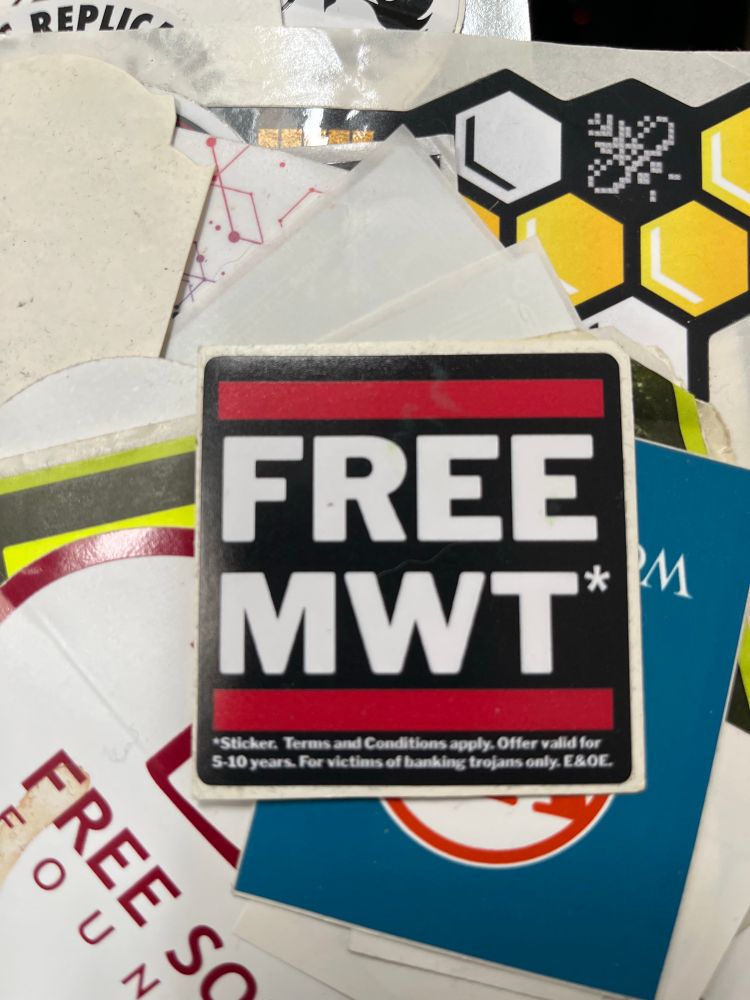 REPLICA
FREE
MWT*
*Sticker. Terms and Conditions apply. Offer valid for
5-10 years. For victims of banking trojans only. E&OE.
FREE SO
FOUN